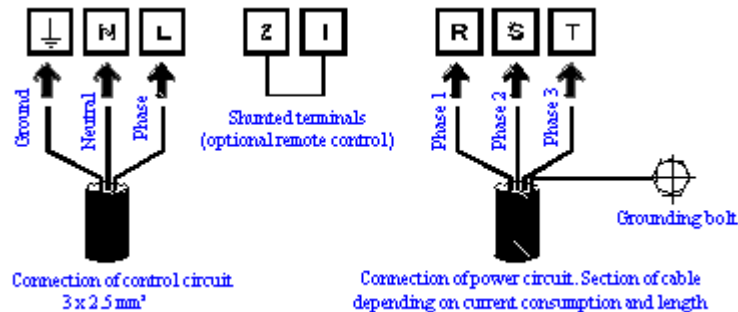 N L Z I R S T
Ground
Neutral
Phase
Phase 1
Phase 2
Phase 3
Shunted terminals
(optional remote control)
Grounding bolt
Connection of control circuit
3 x 2.5 mm²
Connection of power circuit. Section of cable
depending on current consumption and length